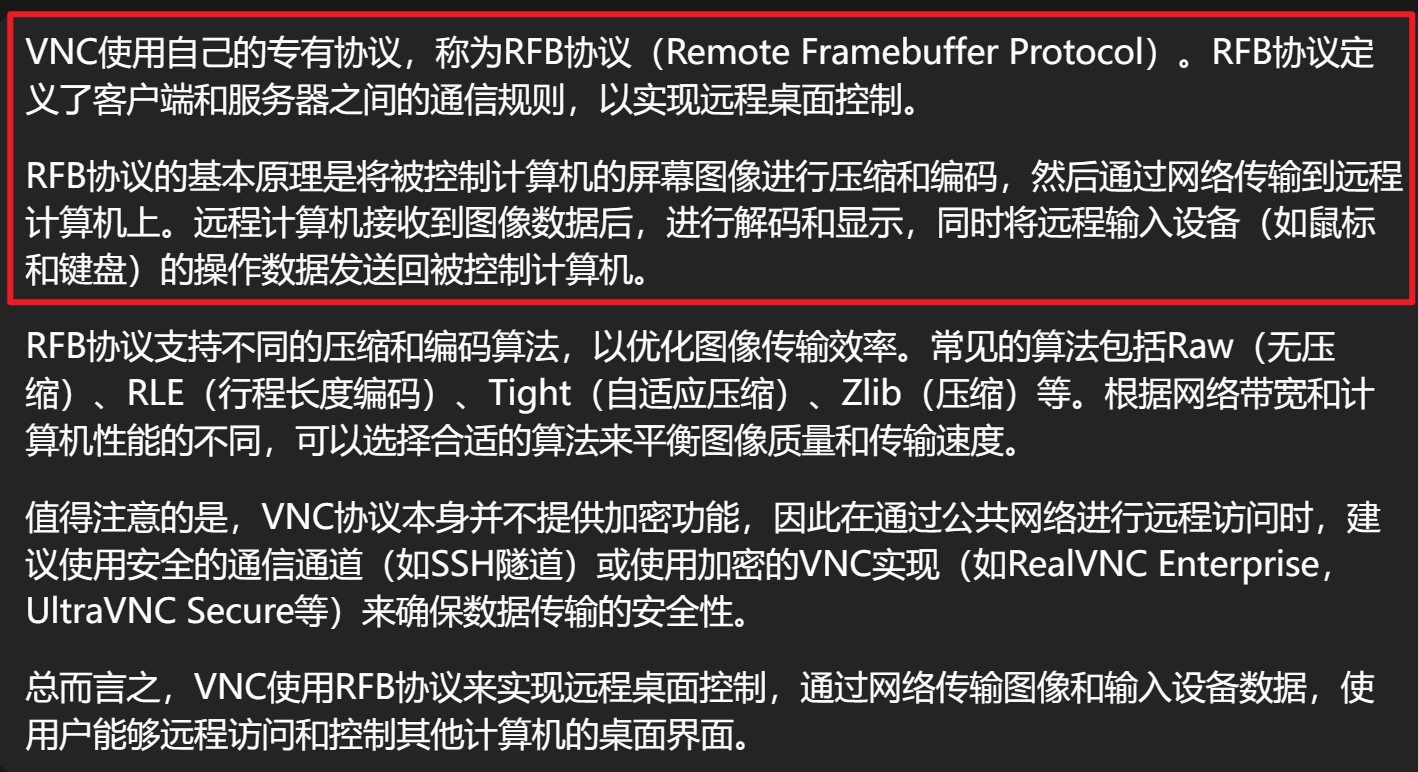 VNC使用自己的专有协议，称为RFB协议（Remote Framebuffer Protocol）。RFB协议定
义了客户端和服务器之间的通信规则，以实现远程桌面控制。
RFB协议的基本原理是将被控制计算机的屏幕图像进行压缩和编码，然后通过网络传输到远程
计算机上。远程计算机接收到图像数据后，进行解码和显示，同时将远程输入设备（如鼠标
和键盘）的操作数据发送回被控制计算机。
RFB协议支持不同的压缩和编码算法，以优化图像传输效率。常见的算法包括Raw（无压
缩）、RLE（行程长度编码）、Tight（自适应压缩）、Zlib（压缩）等。根据网络带宽和计
算机性能的不同，可以选择合适的算法来平衡图像质量和传输速度。
值得注意的是，VNC协议本身并不提供加密功能，因此在通过公共网络进行远程访问时，建
议使用安全的通信通道（如SSH隧道）或使用加密的VNC实现（如RealVNC Enterprise，
UltraVNC Secure等）来确保数据传输的安全性。
总而言之，VNC使用RFB协议来实现远程桌面控制，通过网络传输图像和输入设备数据，使
用户能够远程访问和控制其他计算机的桌面界面。